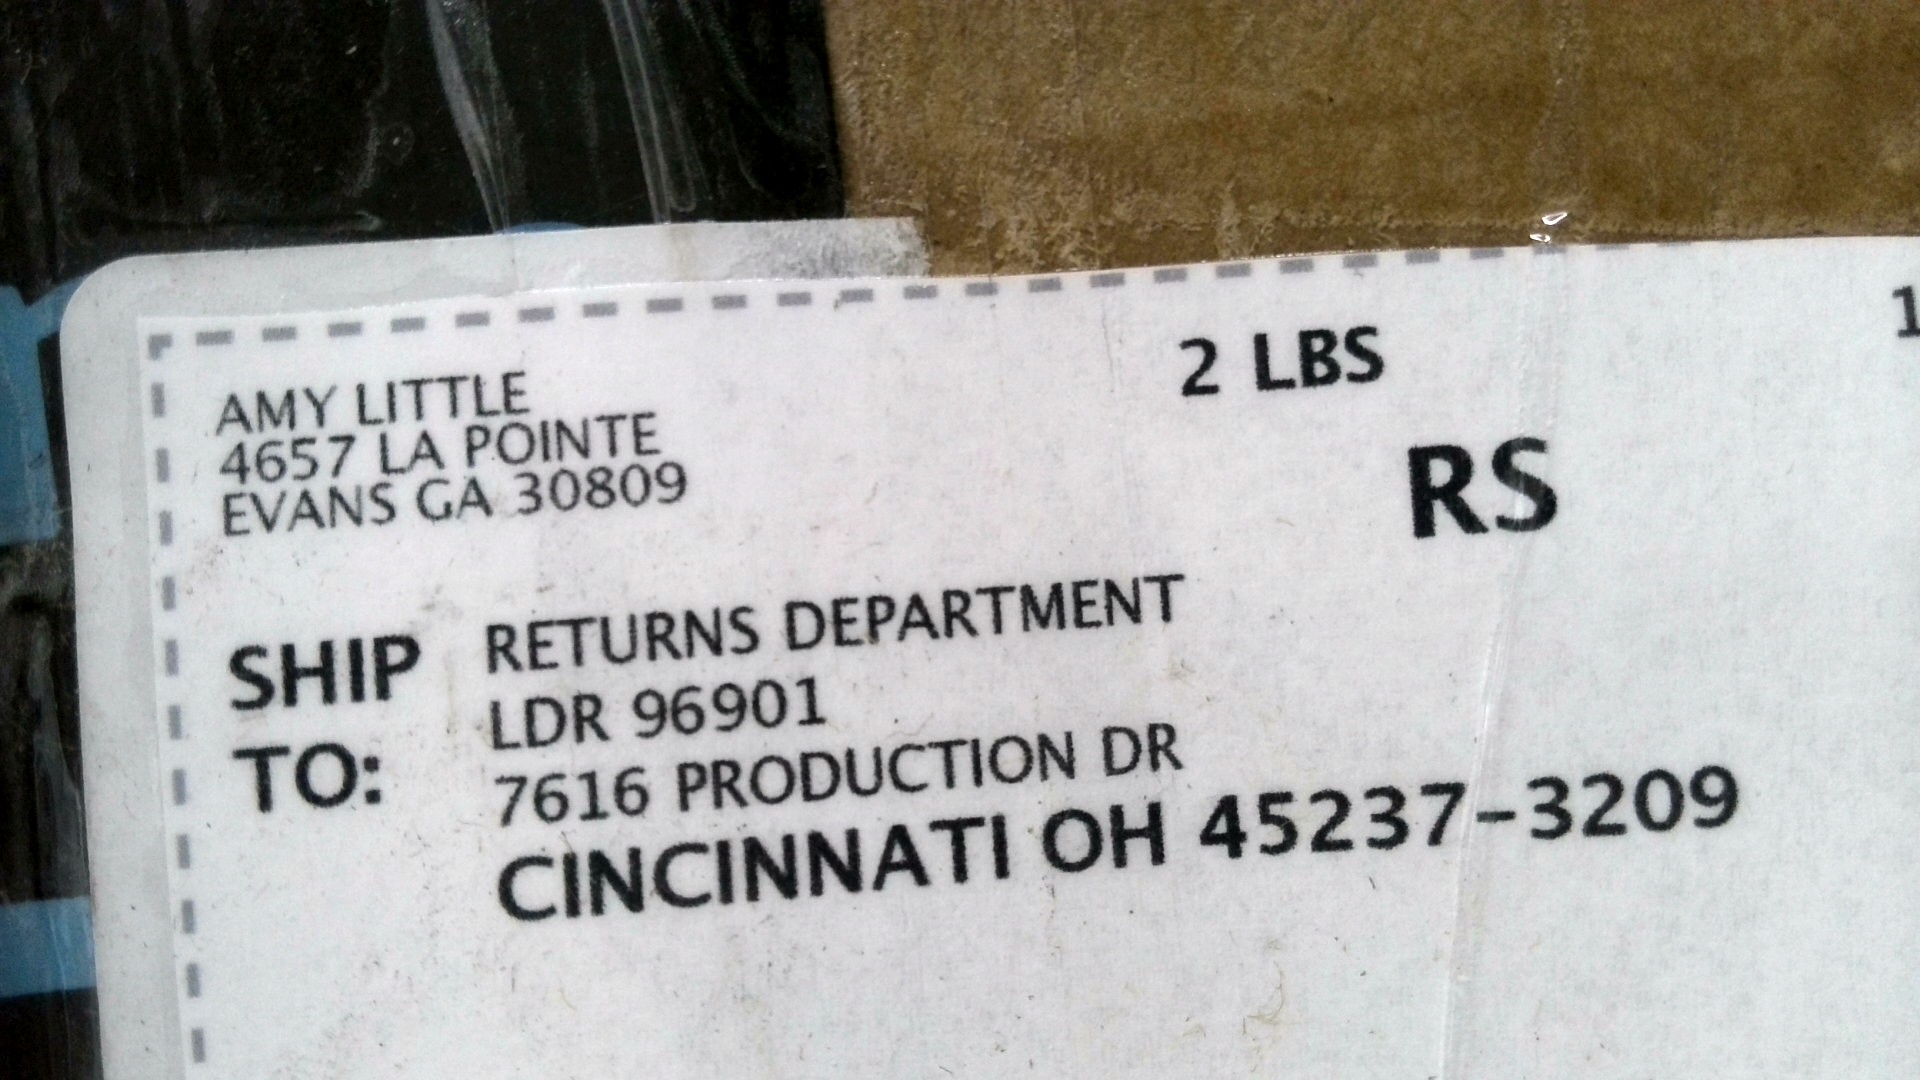 AMY LITTLE
4657 LA POINTE
EVANS GA 30809
2 LBS
1
RS
SHIP TO:
RETURNS DEPARTMENT
LDR 96901
7616 PRODUCTION DR
CINCINNATI OH 45237-3209